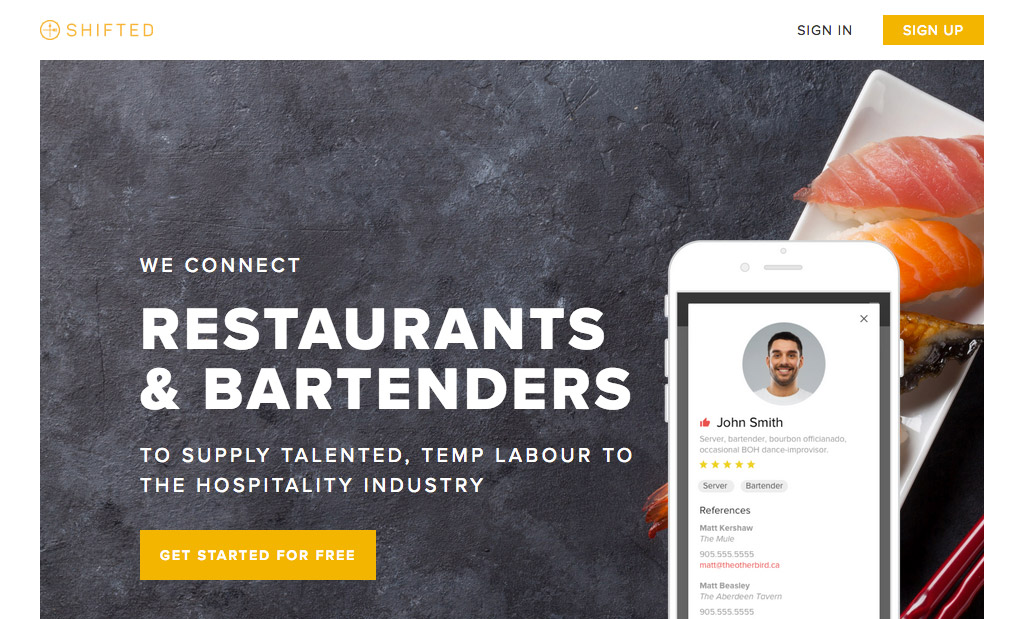 SHIFTED
SIGN IN
SIGN UP
WE CONNECT
RESTAURANTS
& BARTENDERS
TO SUPPLY TALENTED, TEMP LABOUR TO
THE HOSPITALITY INDUSTRY
GET STARTED FOR FREE
John Smith
Server, bartender, bourbon officianado,
occasional BOH dance-improvisor.
Server
Bartender
References
Matt Kershaw
The Mule
905.555.5555
matt@theotherbird.ca
Matt Beasley
The Aberdeen Tavern
905.555.5555